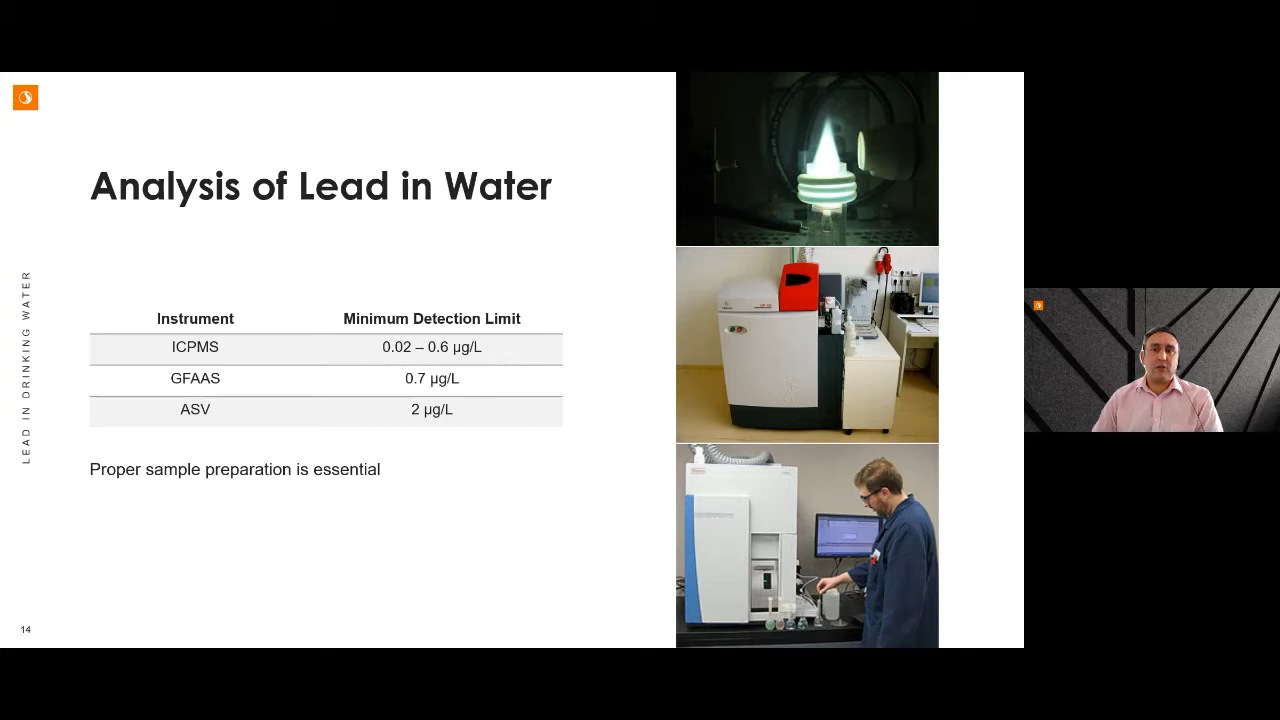 Analysis of Lead in Water
LEAD IN DRINKING WATER
Instrument Minimum Detection Limit
ICPMS 0.02 – 0.6 µg/L
GFAAS 0.7 µg/L
ASV 2 µg/L
Proper sample preparation is essential
14